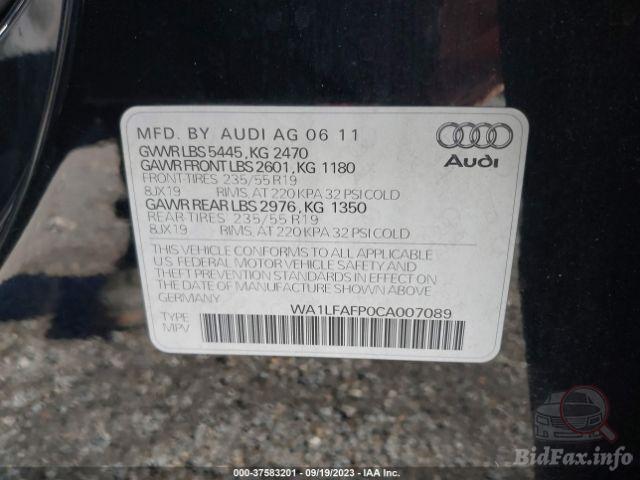 MFD. BY AUDI AG 06 11
GVWR LBS 5445, KG 2470
GAWR FRONT LBS 2601, KG 1180
FRONT-TIRES 235/55 R19
8JX19 RIMS, AT 220 KPA 32 PSI COLD
GAWR REAR LBS 2976, KG 1350
REAR TIRES 235/55 R19
8JX19 RIMS, AT 220 KPA 32 PSI COLD
Audi
THIS VEHICLE CONFORMS TO ALL APPLICABLE
U.S. FEDERAL MOTOR VEHICLE SAFETY AND
THEFT PREVENTION STANDARDS IN EFFECT ON
THE DATE OF MANUFACTURE SHOWN ABOVE
GERMANY
WA1LFAFP0CA007089
TYPE
MPV
BidFax.info
000-37583201 - 09/19/2023 - IAA Inc.